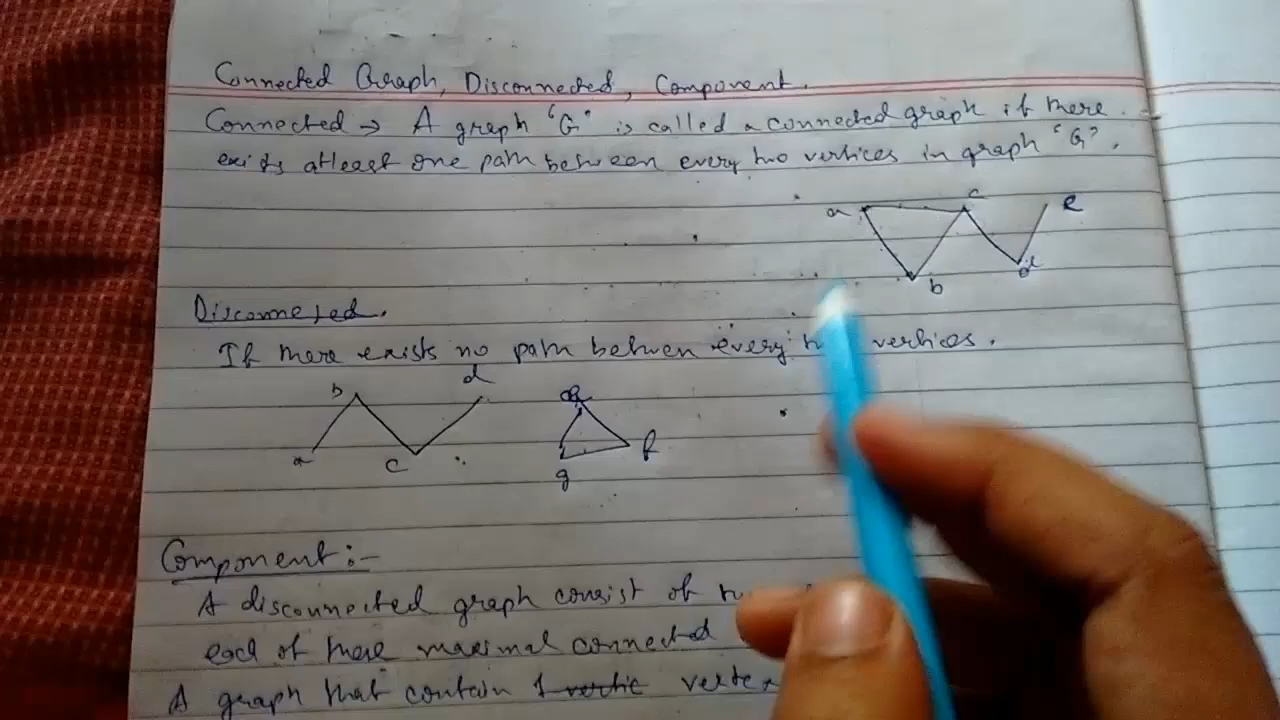 Connected Graph, Disconnected, Component.
Connected → A graph "G" is called a connected graph if there
exists atleast one path between every two vertices in graph "G".
a c e
b d
Disconnected.
If there exists no path between every vertices.
b d
a c g f
Component :-
A disconnected graph consist of
each of these maximal connected
A graph that contain 1 vertic